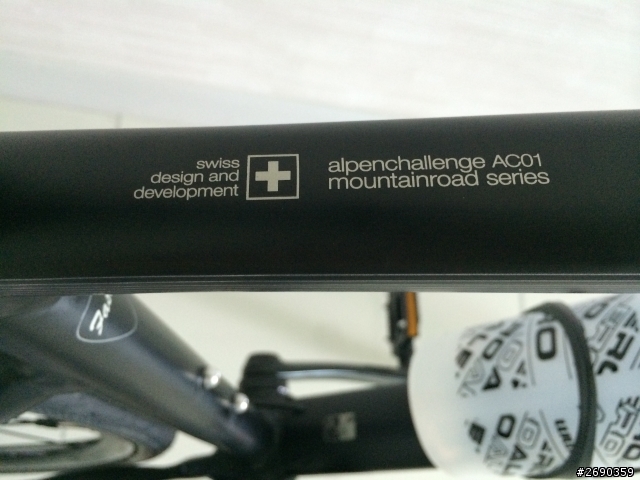 swiss
design and
development
alpenchallenge AC01
mountainroad series
#2690359